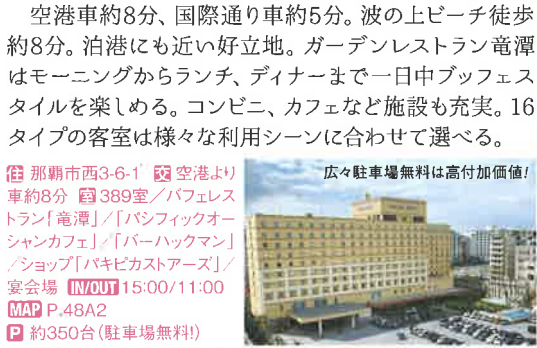 空港車約8分、国際通り車約5分。波の上ビーチ徒歩
約8分。泊港にも近い好立地。ガーデンレストラン竜潭
はモーニングからランチ、ディナーまで一日中ブッフェス
タイルを楽しめる。コンビニ、カフェなど施設も充実。16
タイプの客室は様々な利用シーンに合わせて選べる。
住 那覇市西3-6-1 交 空港より
車約8分 室 389室／バフェレス
トラン「竜潭」／「パシフィックオー
シャンカフェ」／「バーハックマン」
／ショップ「パキピカストアーズ」／
宴会場 IN/OUT 15:00/11:00
MAP P.48A2
P 約350台（駐車場無料!）
広々駐車場無料は高付加価値!